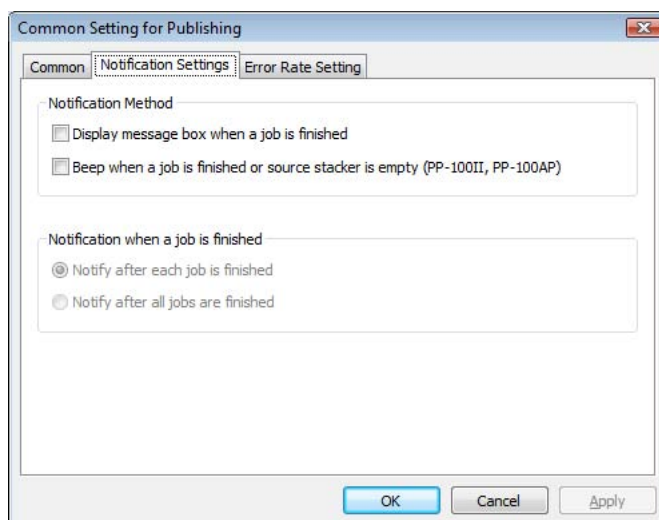 Common Setting for Publishing
Common Notification Settings Error Rate Setting
Notification Method
Display message box when a job is finished
Beep when a job is finished or source stacker is empty (PP-100II, PP-100AP)
Notification when a job is finished
Notify after each job is finished
Notify after all jobs are finished
OK Cancel Apply